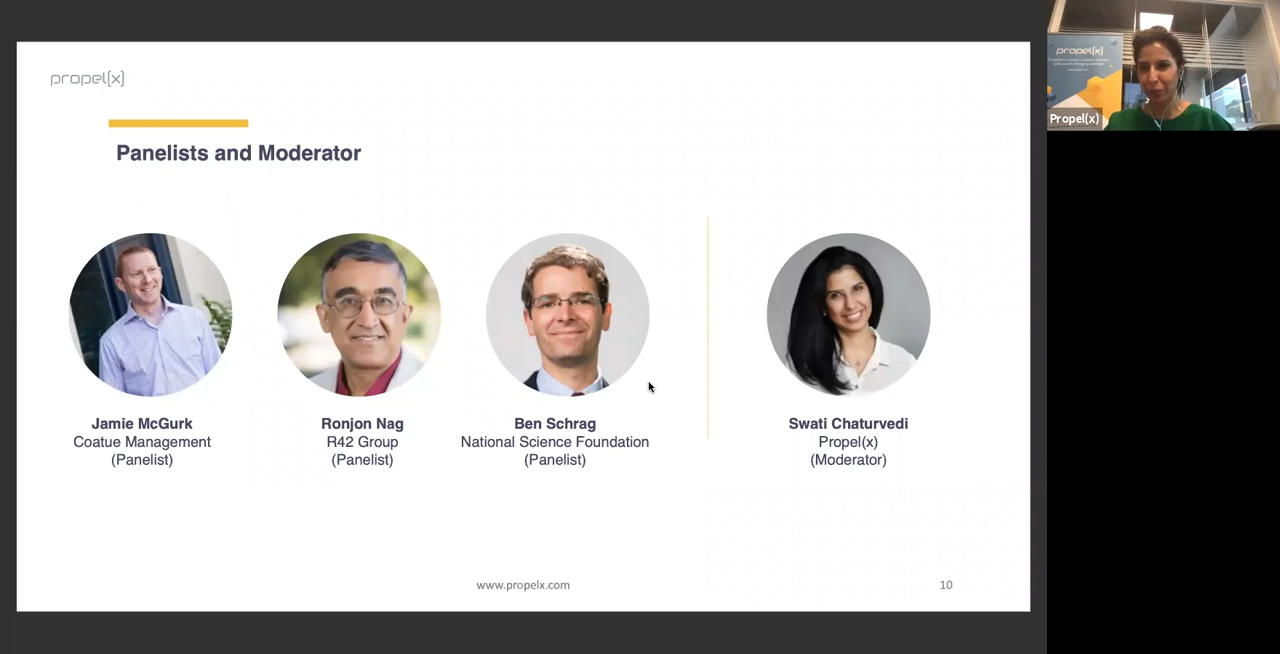 propel(x)
Panelists and Moderator
Jamie McGurk
Coatue Management
(Panelist)
Ronjon Nag
R42 Group
(Panelist)
Ben Schrag
National Science Foundation
(Panelist)
Swati Chaturvedi
Propel(x)
(Moderator)
www.propelx.com
10
propel(x)
Propel(x)